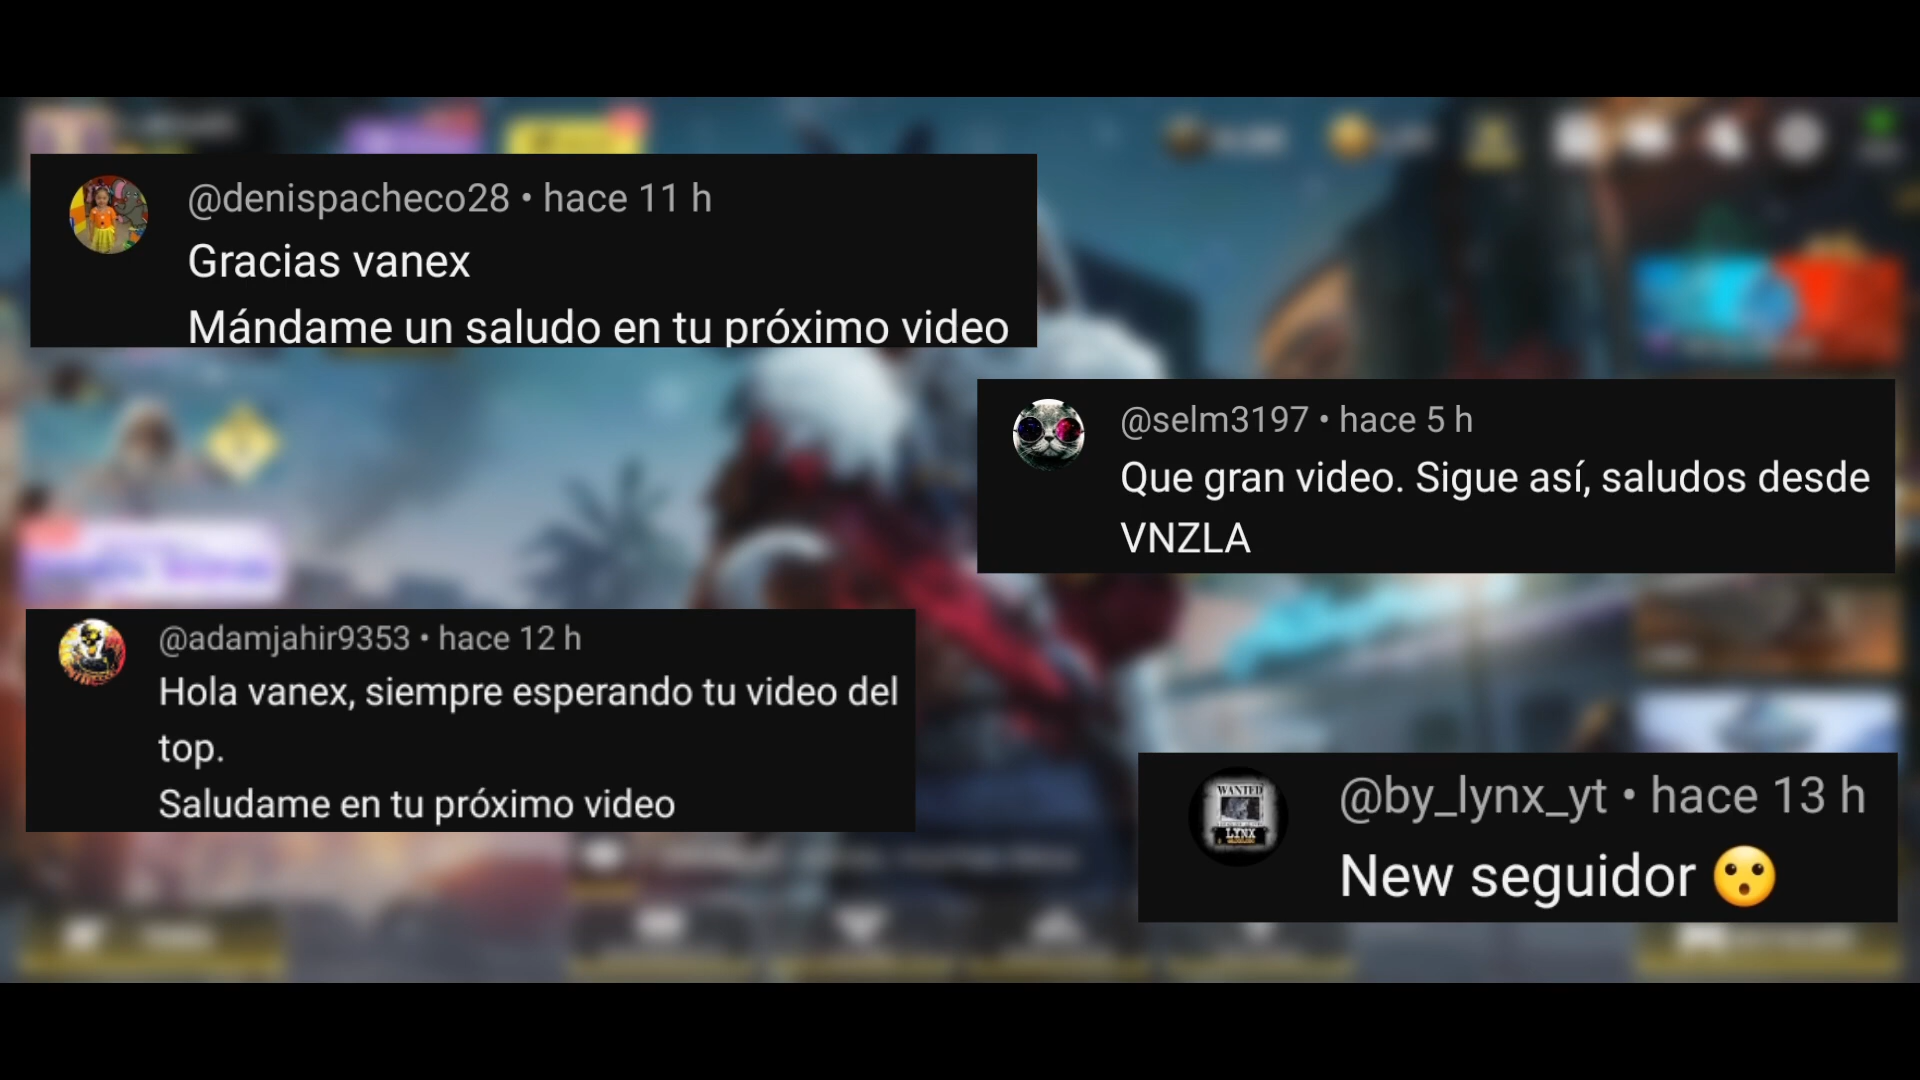 @denispacheco28 • hace 11 h
Gracias vanex
Mándame un saludo en tu próximo video
@selm3197 • hace 5 h
Que gran video. Sigue así, saludos desde
VNZLA
@adamjahir9353 • hace 12 h
Hola vanex, siempre esperando tu video del
top.
Saludame en tu próximo video
@by_lynx_yt • hace 13 h
WANTED
LYNX
New seguidor 😮